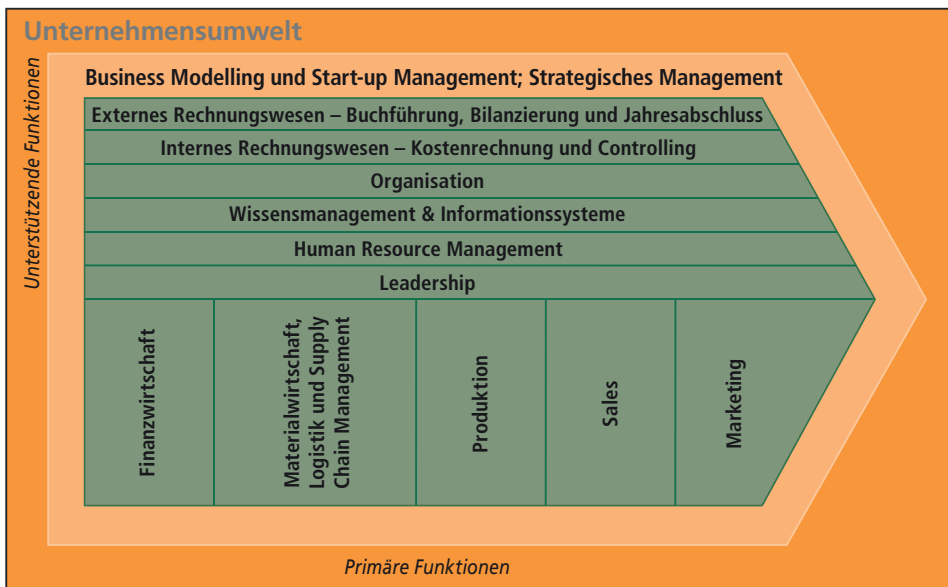 Unternehmensumwelt
Unterstützende Funktionen
Business Modelling und Start-up Management; Strategisches Management
Externes Rechnungswesen – Buchführung, Bilanzierung und Jahresabschluss
Internes Rechnungswesen – Kostenrechnung und Controlling
Organisation
Wissensmanagement & Informationssysteme
Human Resource Management
Leadership
Finanzwirtschaft
Materialwirtschaft,
Logistik und Supply
Chain Management
Produktion
Sales
Marketing
Primäre Funktionen